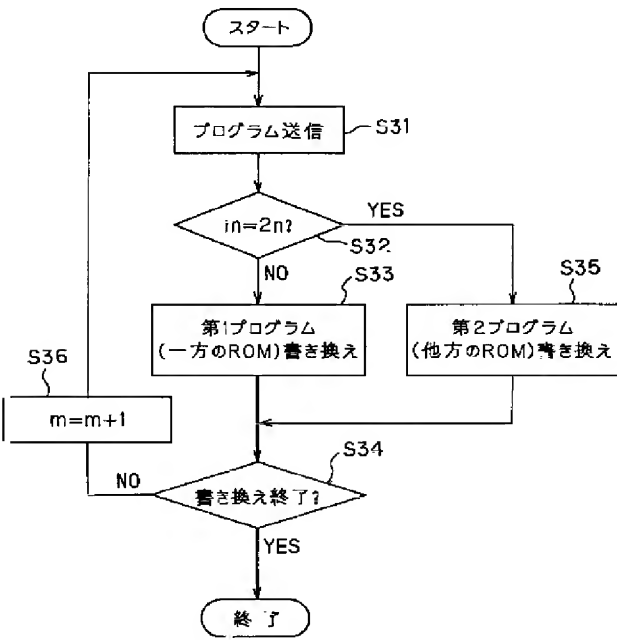 スタート
プログラム送信
S31
in=2n?
YES
S32
NO
S33
S35
第1プログラム
(一方のROM)書き換え
第2プログラム
(他方のROM)書き換え
S36
m=m+1
S34
NO
書き換え終了?
YES
終了